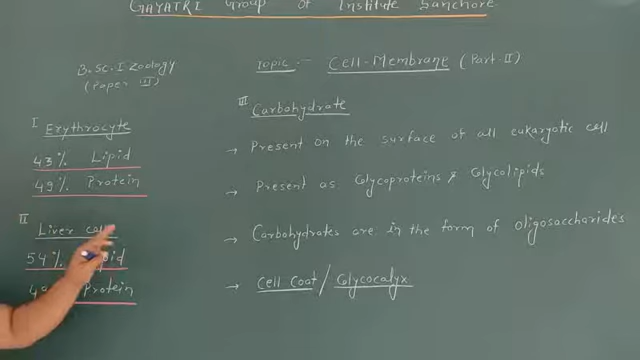 GAYATRI Group of Institute Sanchore
B.Sc. I Zoology
(Paper III)
Topic :- Cell-Membrane (Part-II)
I Erythrocyte
43% Lipid
49% Protein
II Liver
54%
Protein
III Carbohydrate
→ Present on the surface of all eukaryotic cell
→ Present as Glycoproteins & Glycolipids
→ Carbohydrates are in the form of oligosaccharide's
→ Cell Coat / Glycocalyx